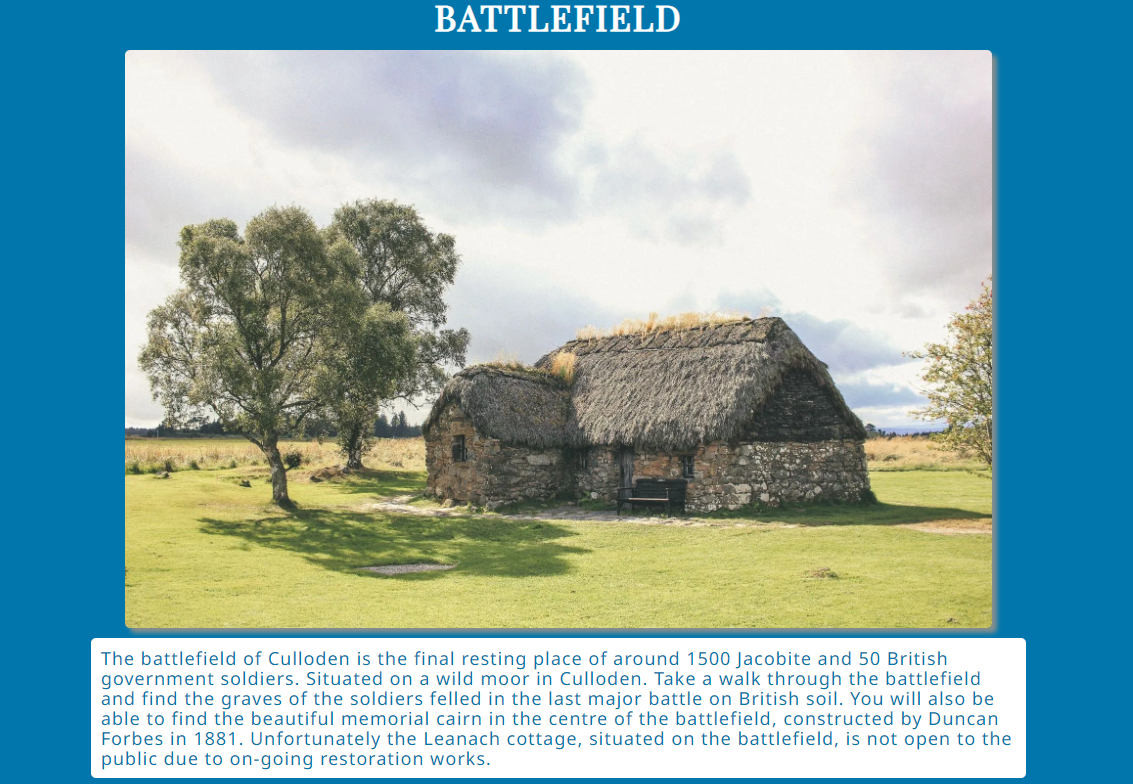 BATTLEFIELD
The battlefield of Culloden is the final resting place of around 1500 Jacobite and 50 British
government soldiers. Situated on a wild moor in Culloden. Take a walk through the battlefield
and find the graves of the soldiers felled in the last major battle on British soil. You will also be
able to find the beautiful memorial cairn in the centre of the battlefield, constructed by Duncan
Forbes in 1881. Unfortunately the Leanach cottage, situated on the battlefield, is not open to the
public due to on-going restoration works.